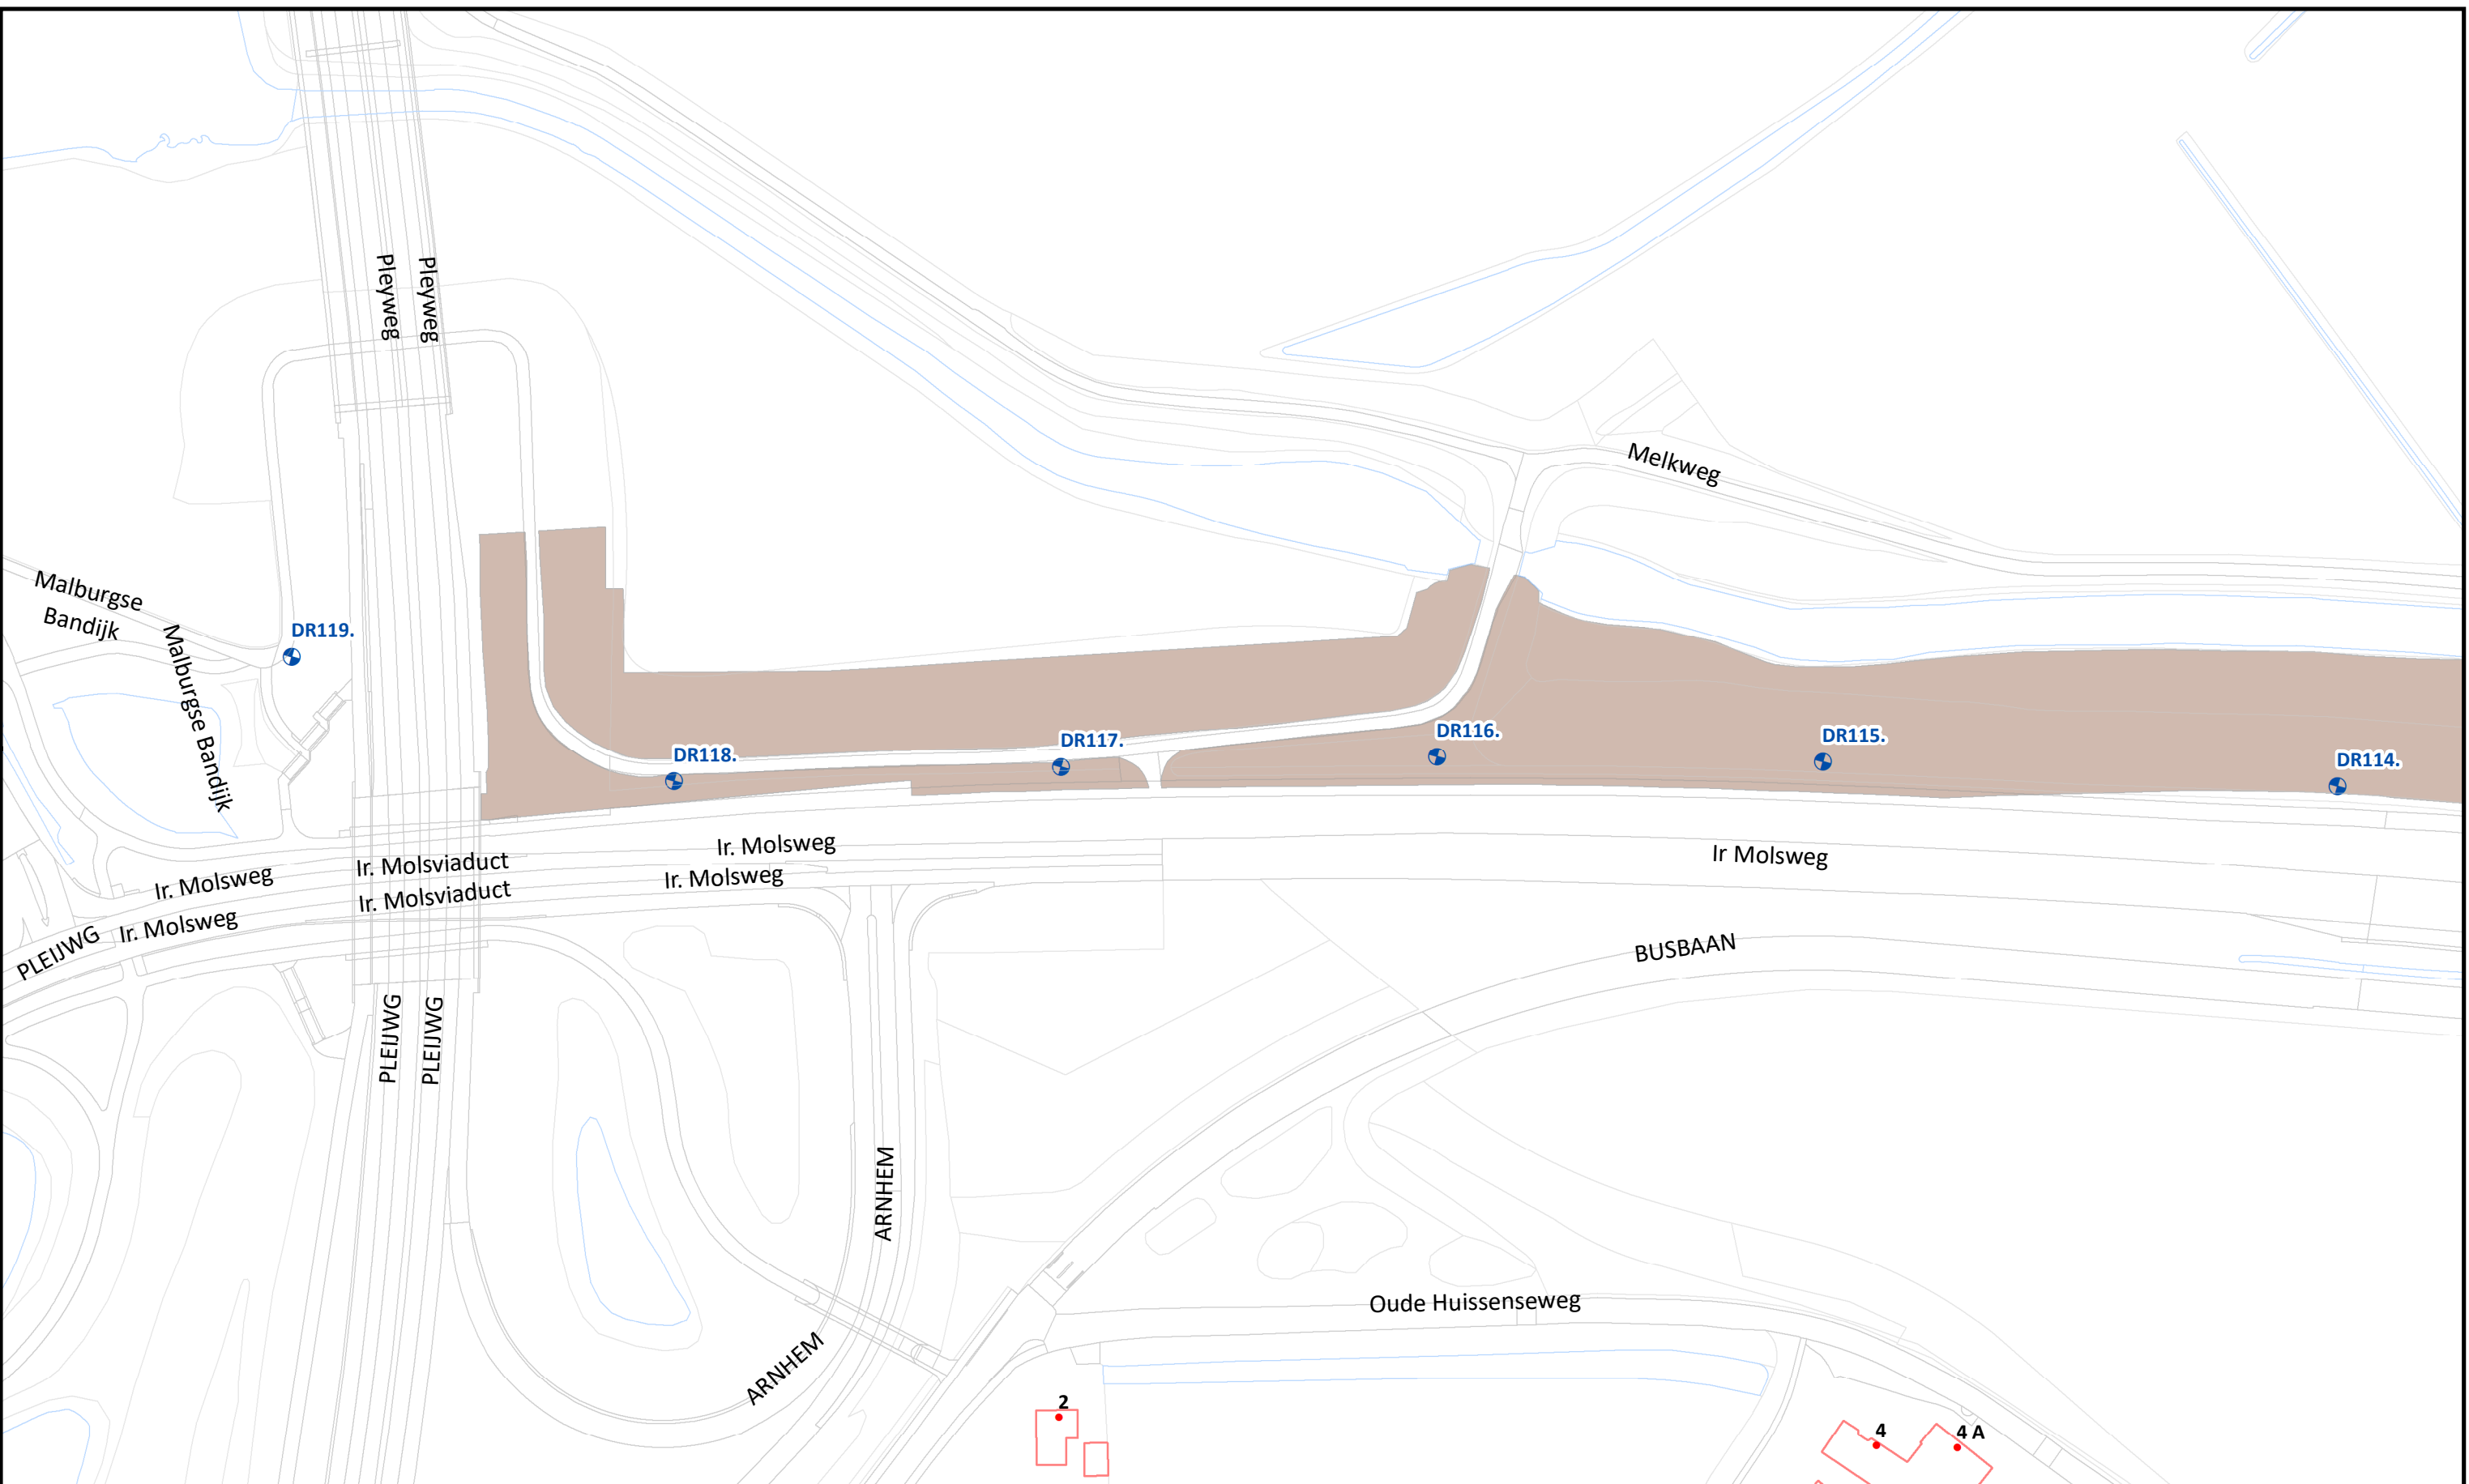 Pleyweg
Pleyweg
Melkweg
Malburgse
Bandijk
Malburgse Bandijk
DR119.
DR118.
DR117.
DR116.
DR115.
DR114.
Ir. Molsweg
Ir. Molsviaduct
Ir. Molsweg
Ir Molsweg
Ir. Molsweg
Ir. Molsviaduct
Ir. Molsweg
PLEIJWG
BUSBAAN
PLEIJWG
PLEIJWG
ARNHEM
Oude Huissenseweg
ARNHEM
2
4
4 A